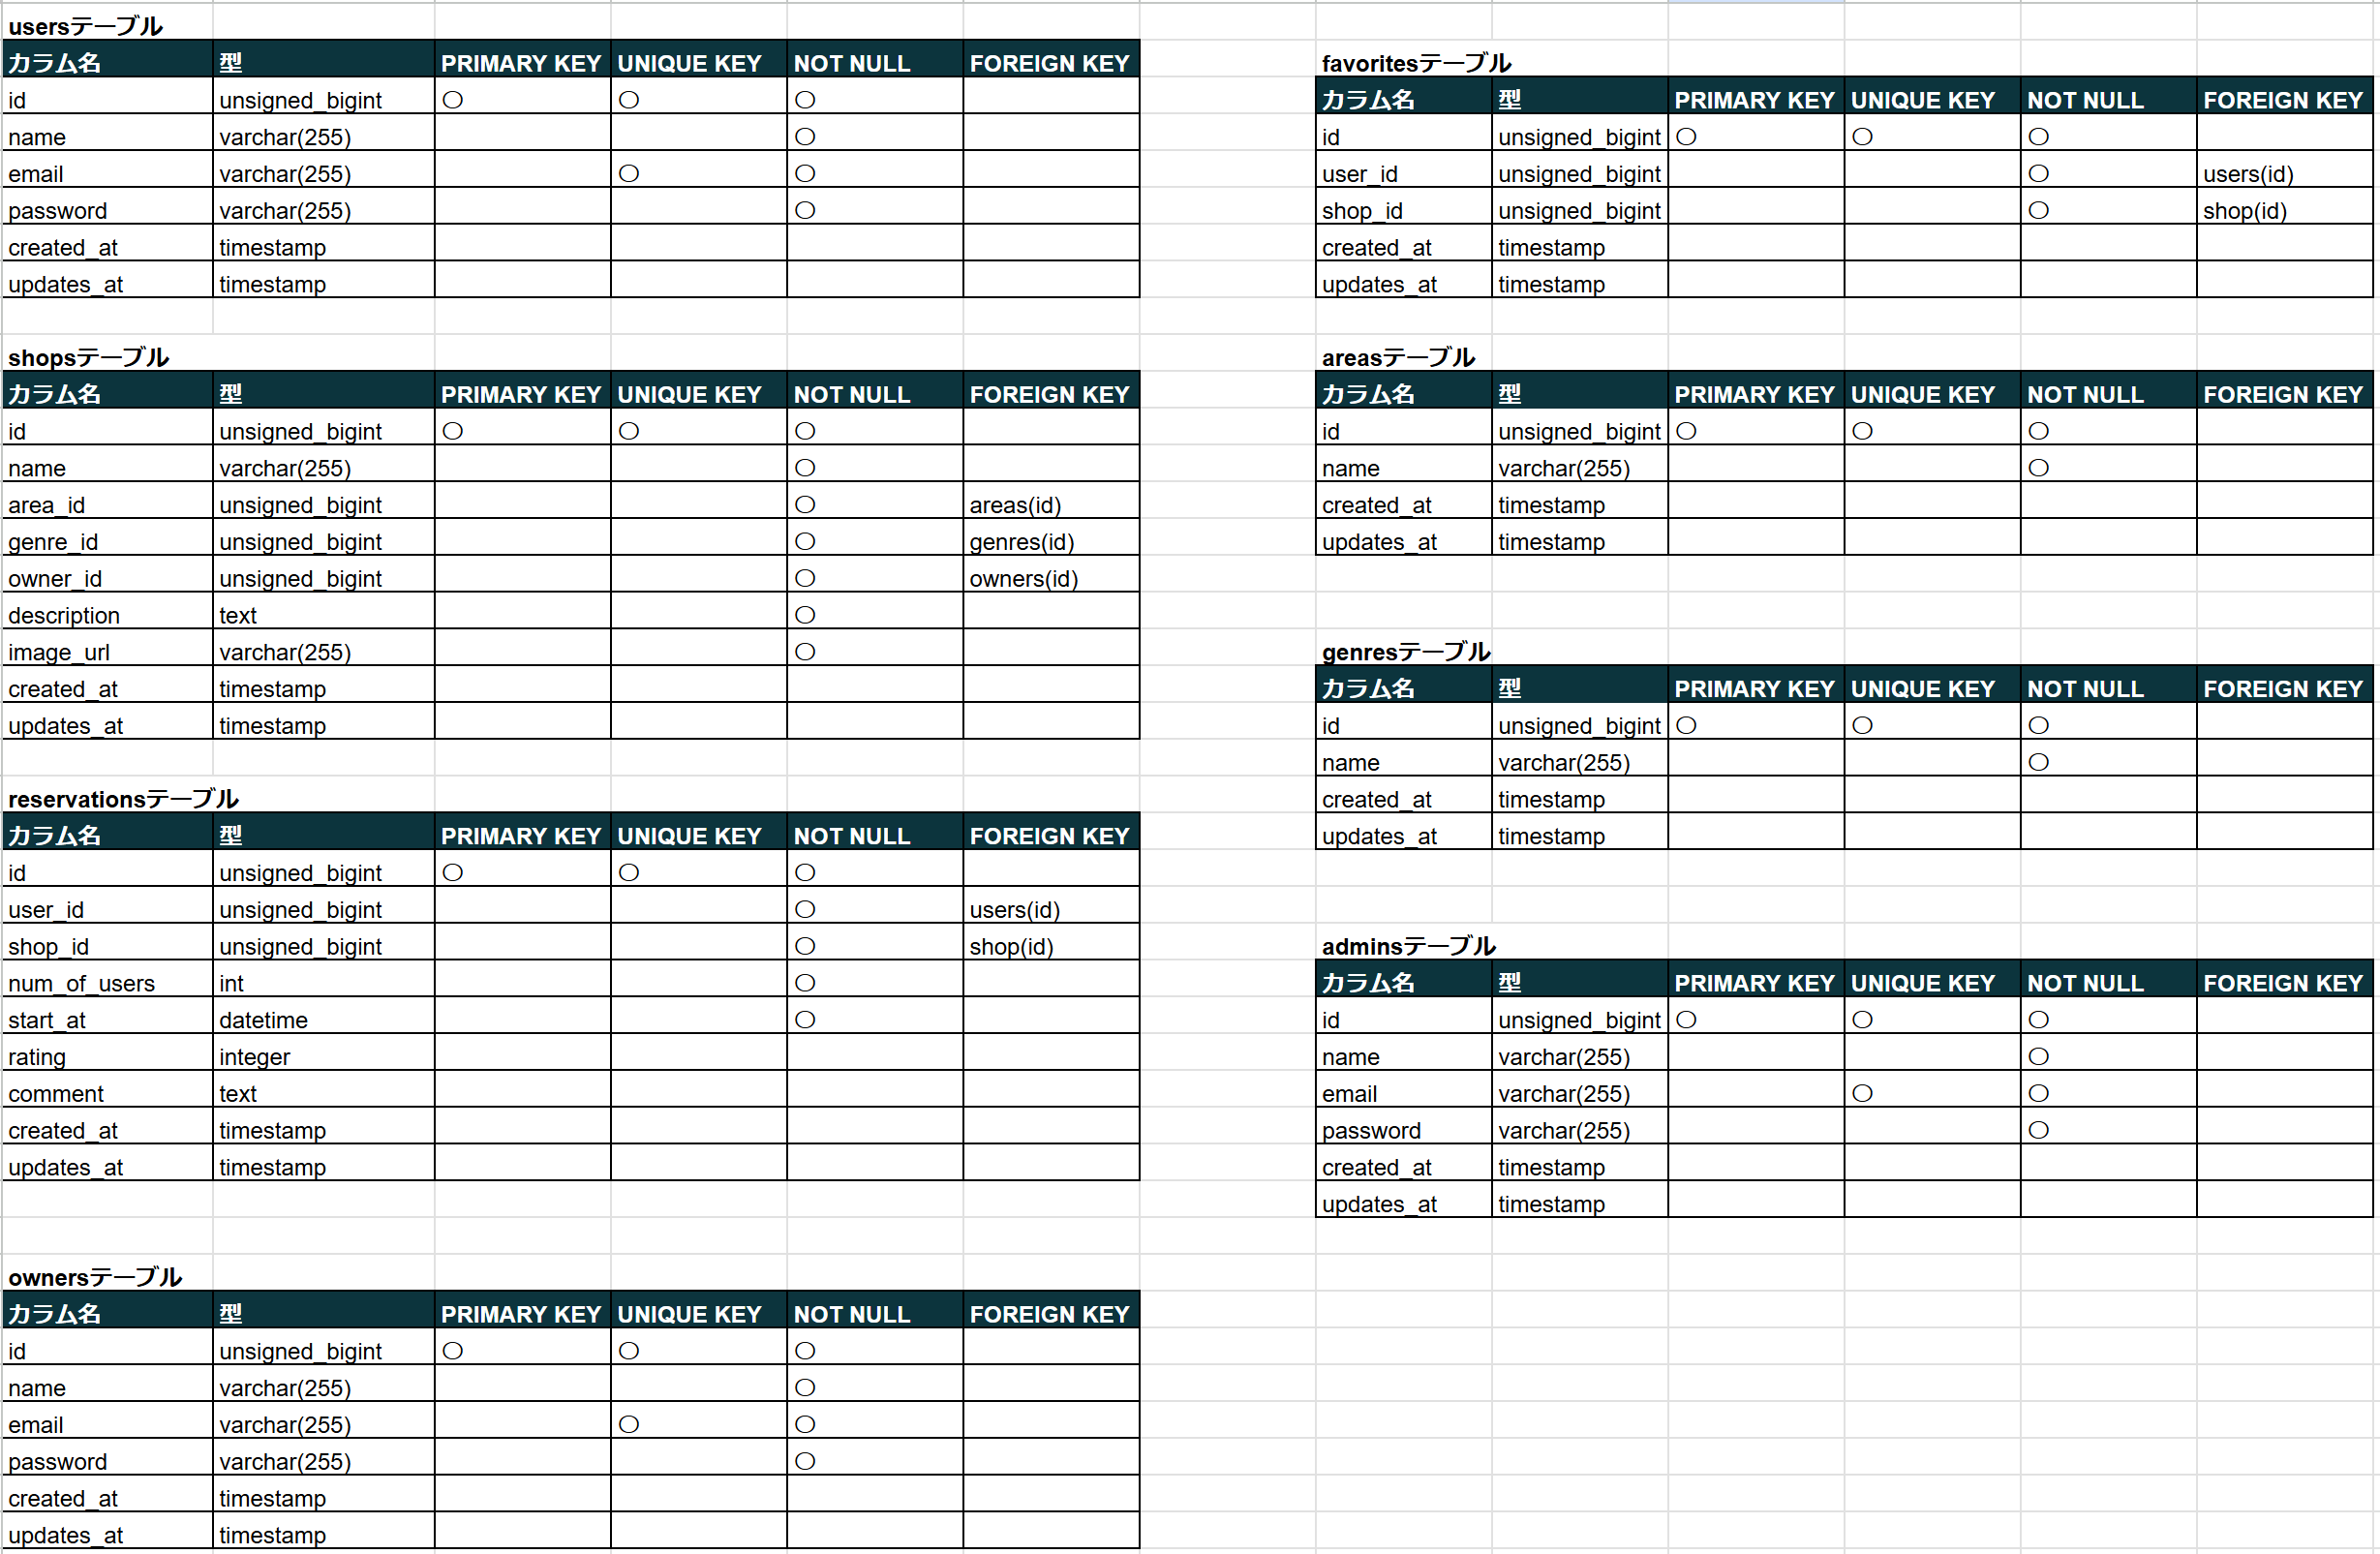 usersテーブル
カラム名 型 PRIMARY KEY UNIQUE KEY NOT NULL FOREIGN KEY
id unsigned_bigint 〇 〇 〇
name varchar(255) 〇
email varchar(255) 〇 〇
password varchar(255) 〇
created_at timestamp
updates_at timestamp
shopsテーブル
カラム名 型 PRIMARY KEY UNIQUE KEY NOT NULL FOREIGN KEY
id unsigned_bigint 〇 〇 〇
name varchar(255) 〇
area_id unsigned_bigint 〇 areas(id)
genre_id unsigned_bigint 〇 genres(id)
owner_id unsigned_bigint 〇 owners(id)
description text 〇
image_url varchar(255) 〇
created_at timestamp
updates_at timestamp
reservationsテーブル
カラム名 型 PRIMARY KEY UNIQUE KEY NOT NULL FOREIGN KEY
id unsigned_bigint 〇 〇 〇
user_id unsigned_bigint 〇 users(id)
shop_id unsigned_bigint 〇 shop(id)
num_of_users int 〇
start_at datetime 〇
rating integer
comment text
created_at timestamp
updates_at timestamp
ownersテーブル
カラム名 型 PRIMARY KEY UNIQUE KEY NOT NULL FOREIGN KEY
id unsigned_bigint 〇 〇 〇
name varchar(255) 〇
email varchar(255) 〇 〇
password varchar(255) 〇
created_at timestamp
updates_at timestamp
favoritesテーブル
カラム名 型 PRIMARY KEY UNIQUE KEY NOT NULL FOREIGN KEY
id unsigned_bigint 〇 〇 〇
user_id unsigned_bigint 〇 users(id)
shop_id unsigned_bigint 〇 shop(id)
created_at timestamp
updates_at timestamp
areasテーブル
カラム名 型 PRIMARY KEY UNIQUE KEY NOT NULL FOREIGN KEY
id unsigned_bigint 〇 〇 〇
name varchar(255) 〇
created_at timestamp
updates_at timestamp
genresテーブル
カラム名 型 PRIMARY KEY UNIQUE KEY NOT NULL FOREIGN KEY
id unsigned_bigint 〇 〇 〇
name varchar(255) 〇
created_at timestamp
updates_at timestamp
adminsテーブル
カラム名 型 PRIMARY KEY UNIQUE KEY NOT NULL FOREIGN KEY
id unsigned_bigint 〇 〇 〇
name varchar(255) 〇
email varchar(255) 〇 〇
password varchar(255) 〇
created_at timestamp
updates_at timestamp